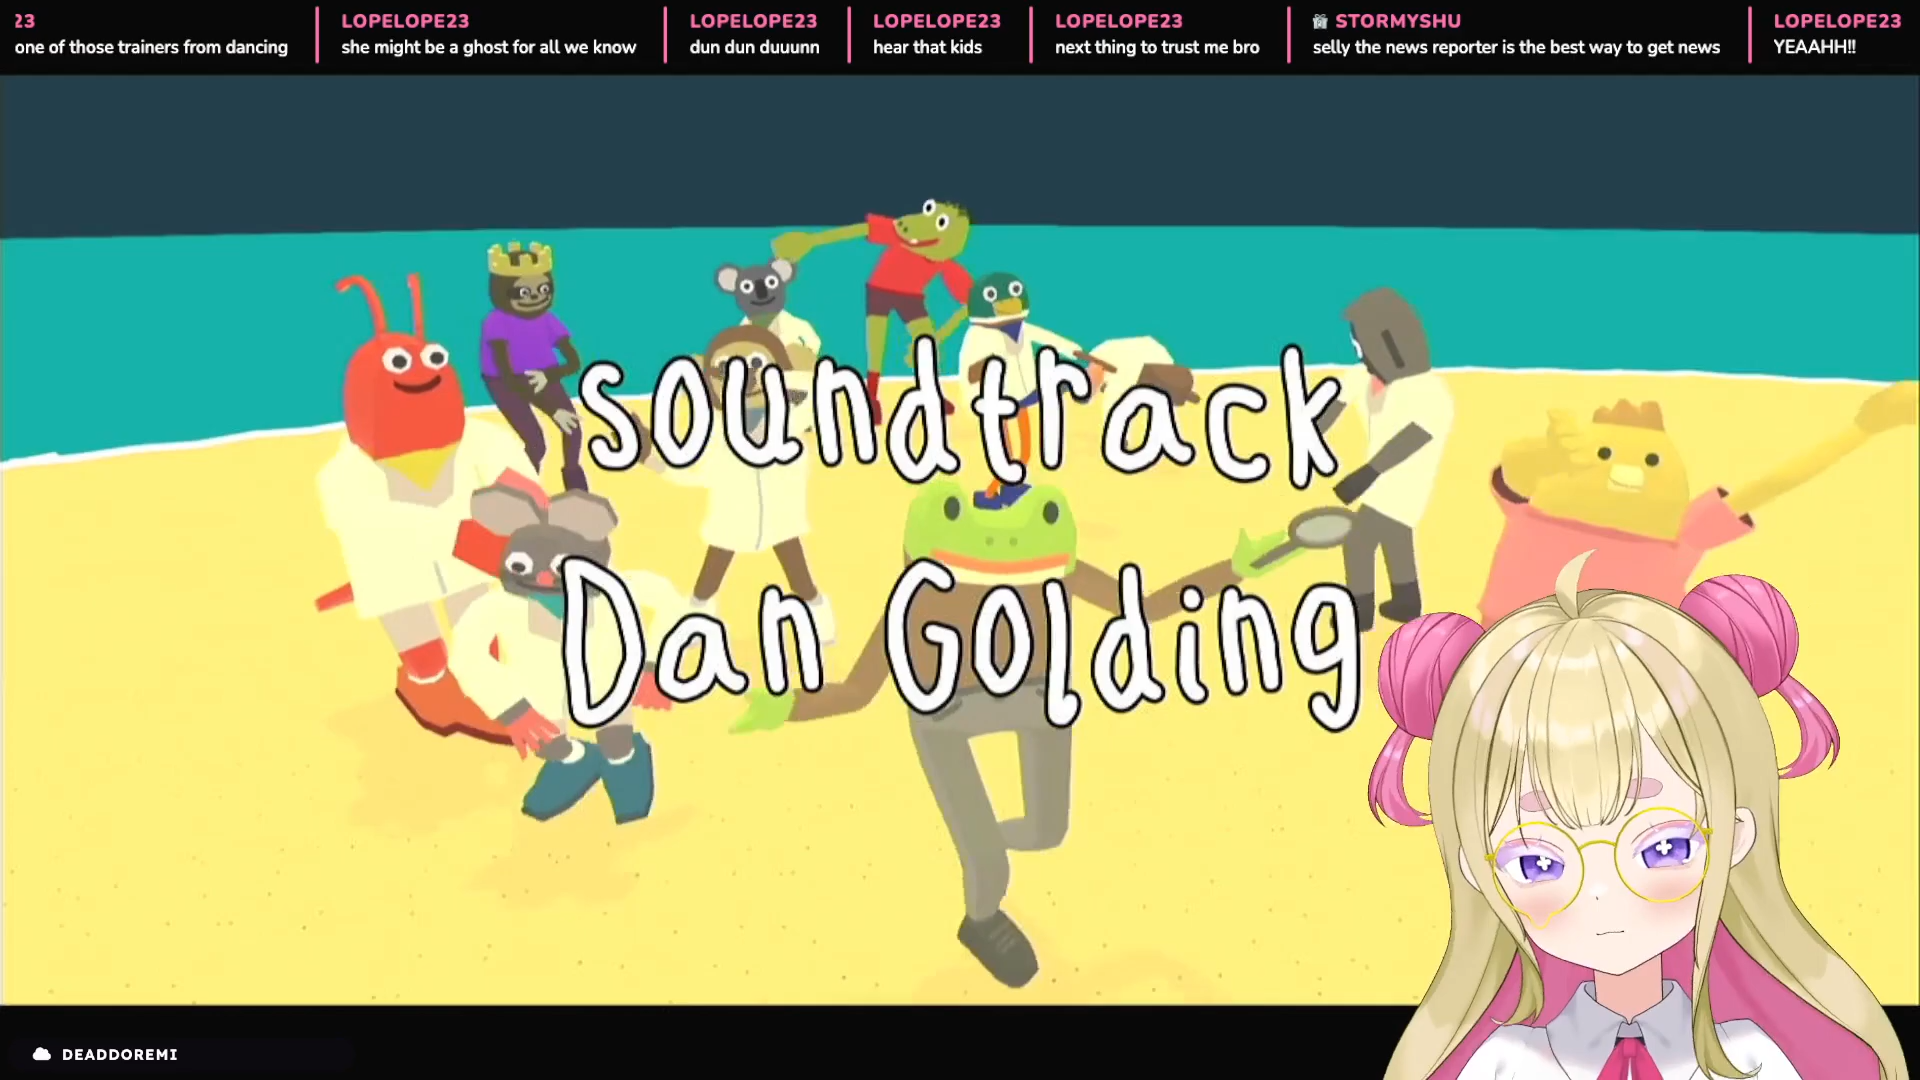 23
one of those trainers from dancing
LOPELOPE23
she might be a ghost for all we know
LOPELOPE23
dun dun duuunn
LOPELOPE23
hear that kids
LOPELOPE23
next thing to trust me bro
STORMYSHU
selly the news reporter is the best way to get news
LOPELOPE23
YEAAHH!!
soundtrack
Dan Golding
DEADDOREMI